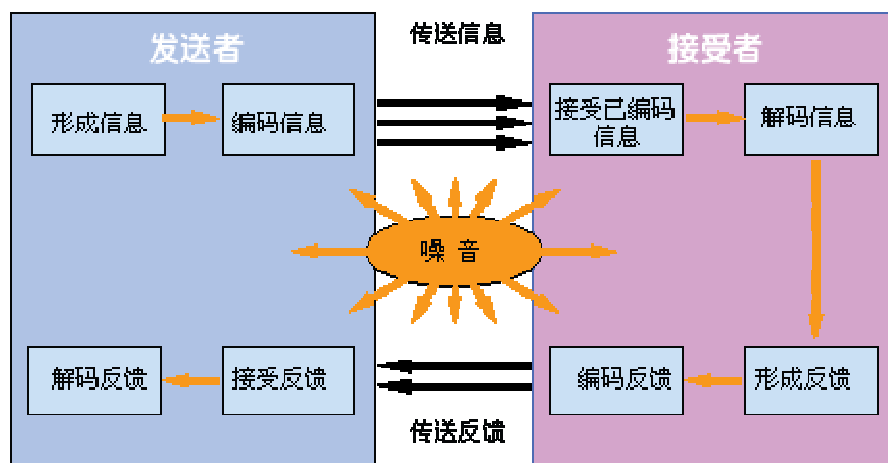 发送者
传送信息
接受者
形成信息
编码信息
接受已编码
信息
解码信息
噪 音
解码反馈
接受反馈
编码反馈
形成反馈
传送反馈